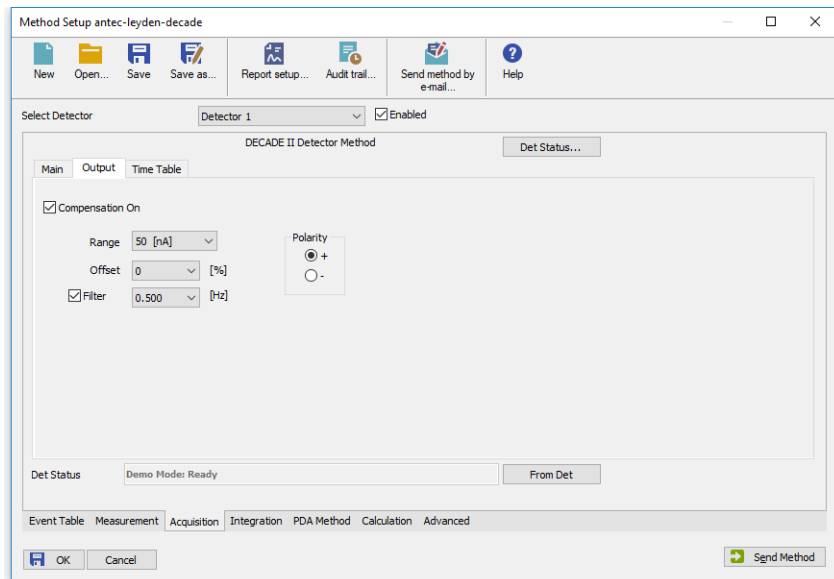 Method Setup antec-leyden-decade
New Open... Save Save as... Report setup... Audit trail... Send method by e-mail... Help
Select Detector Detector 1 Enabled
DECADE II Detector Method Det Status...
Main Output Time Table
Compensation On
Range 50 [nA] Polarity
+
Offset 0 [%] -
Filter 0.500 [Hz]
Det Status Demo Mode: Ready From Det
Event Table Measurement Acquisition Integration PDA Method Calculation Advanced
OK Cancel Send Method